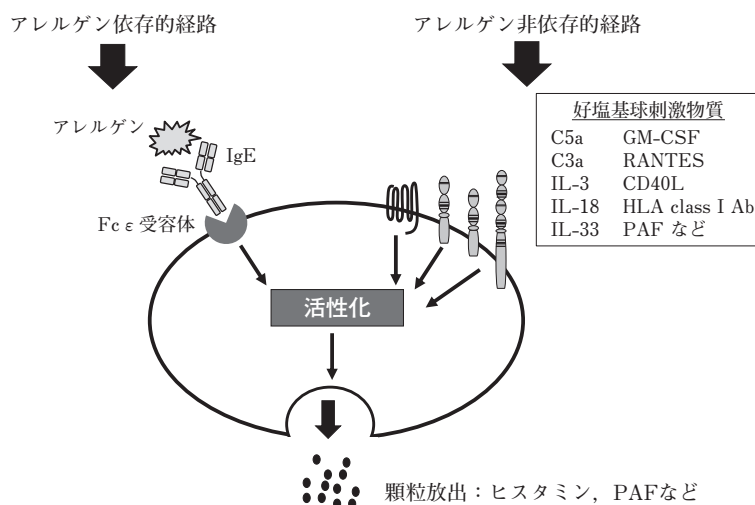 アレルゲン依存的経路
アレルゲン非依存的経路
アレルゲン
IgE
Fcε受容体
好塩基球刺激物質
C5a GM-CSF
C3a RANTES
IL-3 CD40L
IL-18 HLA class I Ab
IL-33 PAF など
活性化
顆粒放出：ヒスタミン，PAFなど